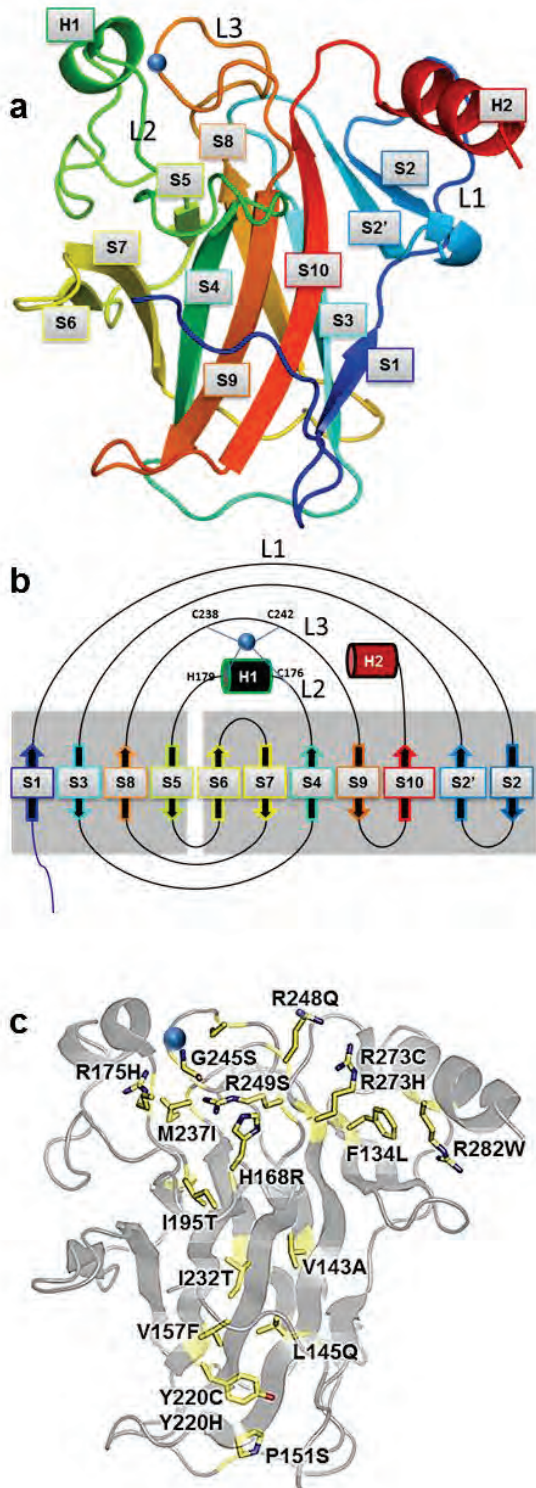 a
H1
L3
H2
L2
S8
S5
S2
L1
S7
S2'
S4
S10
S6
S3
S1
S9
b
L1
C238
C242
L3
H2
H179
H1
C176
L2
S1
S3
S8
S5
S6
S7
S4
S9
S10
S2'
S2
c
R248Q
G245S
R273C
R175H
R249S
R273H
M237I
F134L
R282W
H168R
I195T
I232T
V143A
V157F
L145Q
Y220C
Y220H
P151S